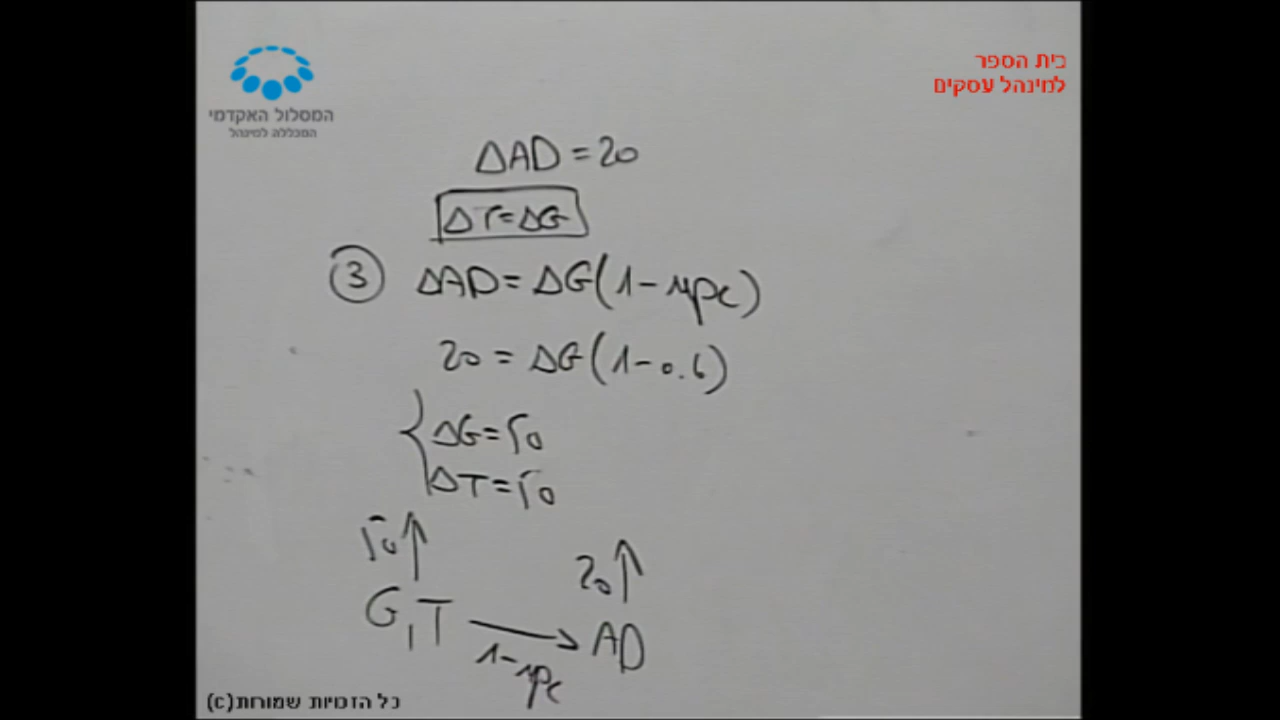 בית הספר
למינהל עסקים
המסלול האקדמי
המכללה למינהל
ΔAD = 20
ΔT = ΔG
③ ΔAD = ΔG(1 - mpc)
20 = ΔG(1 - 0.6)
ΔG = 50
ΔT = 50
50↑ 20↑
G,T → AD
1 - mpc
כל הזכויות שמורות(c)